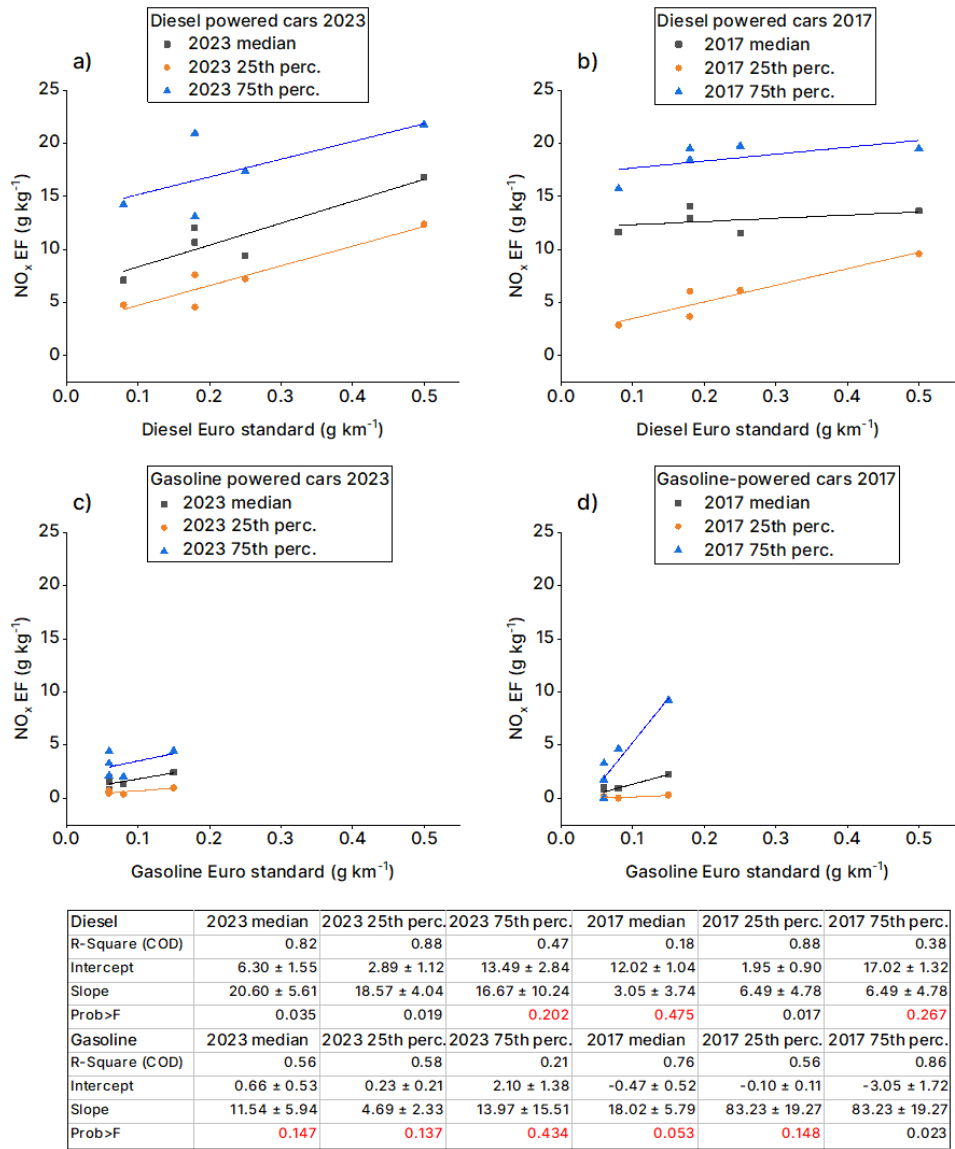 Diesel powered cars 2023
2023 median
2023 25th perc.
2023 75th perc.
a)
25
20
15
10
5
0
NOx EF (g kg-1)
0.0 0.1 0.2 0.3 0.4 0.5
Diesel Euro standard (g km-1)
Diesel powered cars 2017
2017 median
2017 25th perc.
2017 75th perc.
b)
25
20
15
10
5
0
NOx EF (g kg-1)
0.0 0.1 0.2 0.3 0.4 0.5
Diesel Euro standard (g km-1)
Gasoline powered cars 2023
2023 median
2023 25th perc.
2023 75th perc.
c)
25
20
15
10
5
0
NOx EF (g kg-1)
0.0 0.1 0.2 0.3 0.4 0.5
Gasoline Euro standard (g km-1)
Gasoline-powered cars 2017
2017 median
2017 25th perc.
2017 75th perc.
d)
25
20
15
10
5
0
NOx EF (g kg-1)
0.0 0.1 0.2 0.3 0.4 0.5
Gasoline Euro standard (g km-1)
Diesel 2023 median 2023 25th perc. 2023 75th perc. 2017 median 2017 25th perc. 2017 75th perc.
R-Square (COD) 0.82 0.88 0.47 0.18 0.88 0.38
Intercept 6.30 ± 1.55 2.89 ± 1.12 13.49 ± 2.84 12.02 ± 1.04 1.95 ± 0.90 17.02 ± 1.32
Slope 20.60 ± 5.61 18.57 ± 4.04 16.67 ± 10.24 3.05 ± 3.74 6.49 ± 4.78 6.49 ± 4.78
Prob>F 0.035 0.019 0.202 0.475 0.017 0.267
Gasoline 2023 median 2023 25th perc. 2023 75th perc. 2017 median 2017 25th perc. 2017 75th perc.
R-Square (COD) 0.56 0.58 0.21 0.76 0.56 0.86
Intercept 0.66 ± 0.53 0.23 ± 0.21 2.10 ± 1.38 -0.47 ± 0.52 -0.10 ± 0.11 -3.05 ± 1.72
Slope 11.54 ± 5.94 4.69 ± 2.33 13.97 ± 15.51 18.02 ± 5.79 83.23 ± 19.27 83.23 ± 19.27
Prob>F 0.147 0.137 0.434 0.053 0.148 0.023